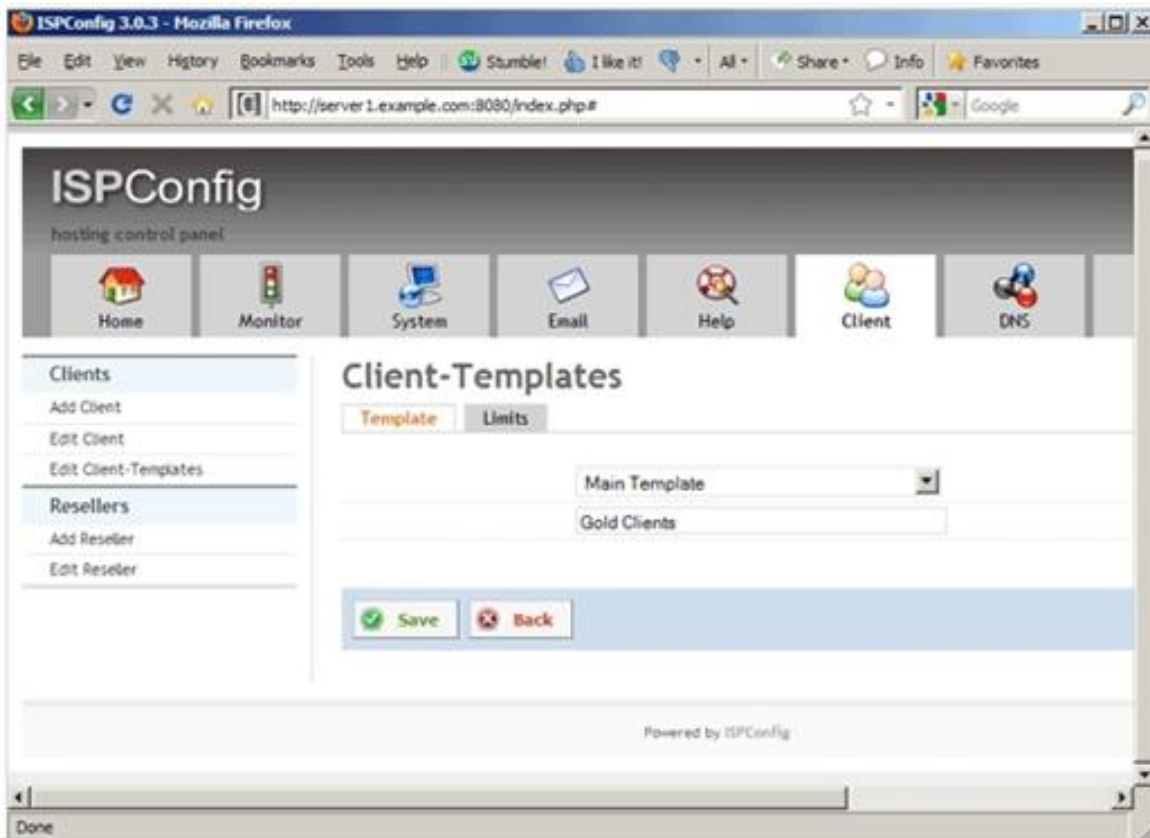 ISPConfig 3.0.3 - Mozilla Firefox
File Edit View History Bookmarks Tools Help Stumble! I like it! All Share Info Favorites
http://server1.example.com:8080/index.php# Google
ISPConfig
hosting control panel
Home Monitor System Email Help Client DNS
Clients
Add Client
Edit Client
Edit Client-Templates
Resellers
Add Reseller
Edit Reseller
Client-Templates
Template Limits
Main Template
Gold Clients
Save Back
Powered by ISPConfig
Done